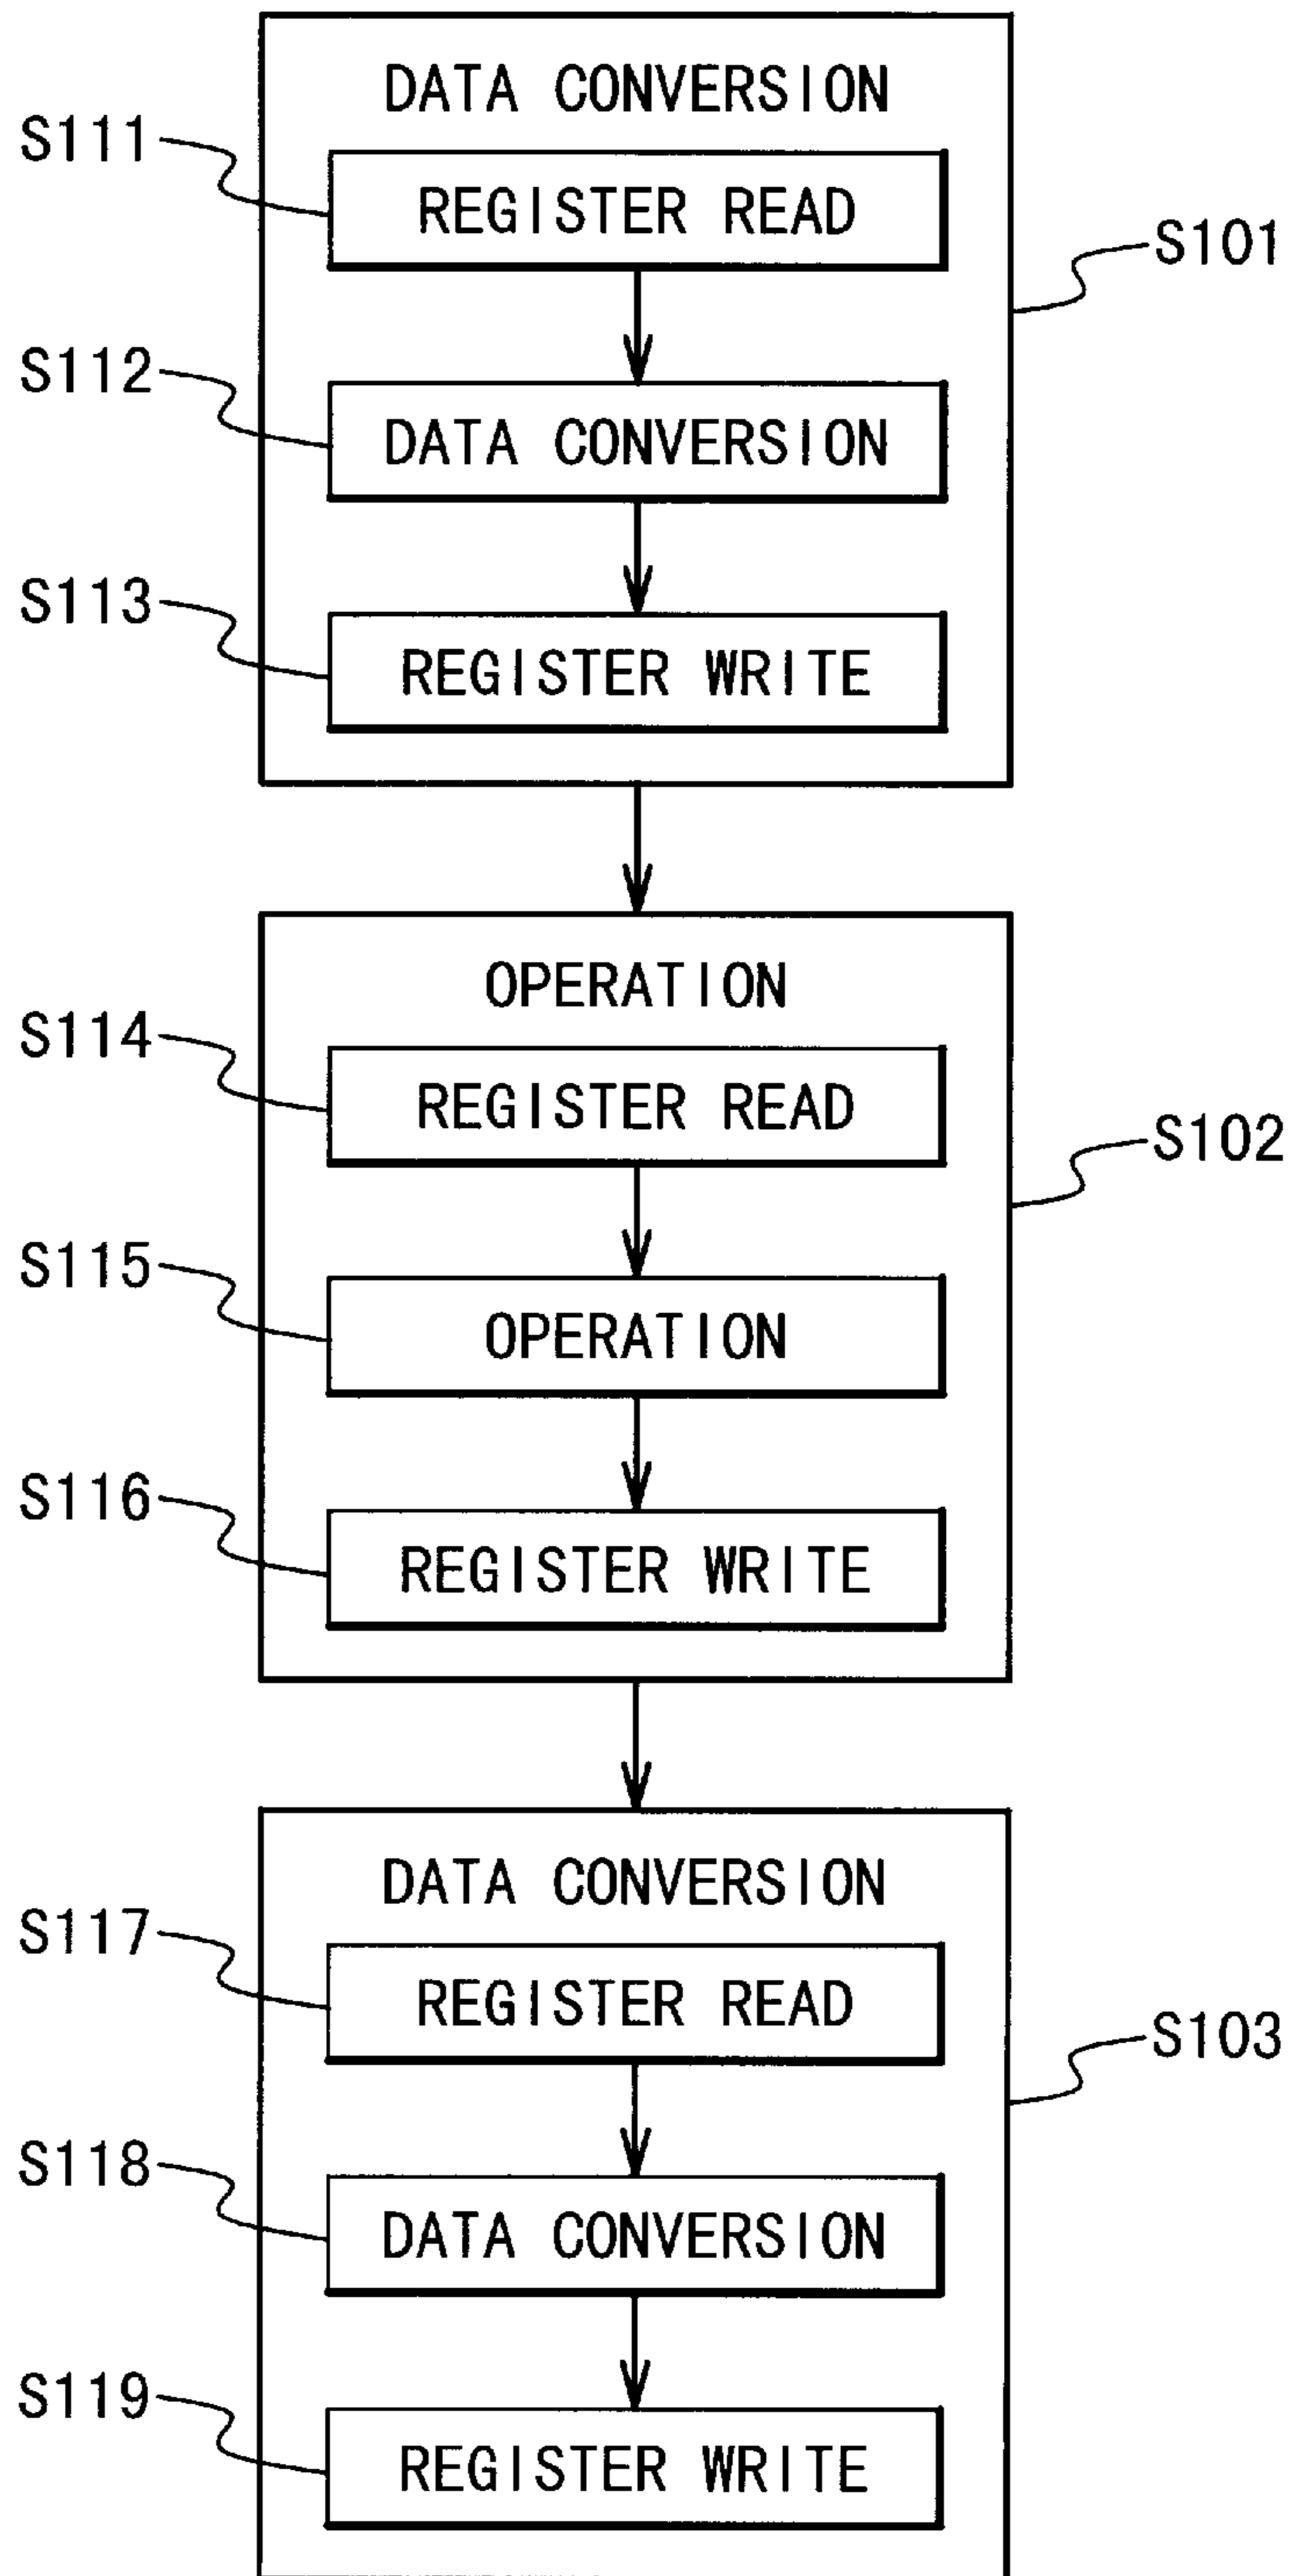 DATA CONVERSION
S111
REGISTER READ
S101
S112
DATA CONVERSION
S113
REGISTER WRITE
OPERATION
S114
REGISTER READ
S102
S115
OPERATION
S116
REGISTER WRITE
DATA CONVERSION
S117
REGISTER READ
S103
S118
DATA CONVERSION
S119
REGISTER WRITE